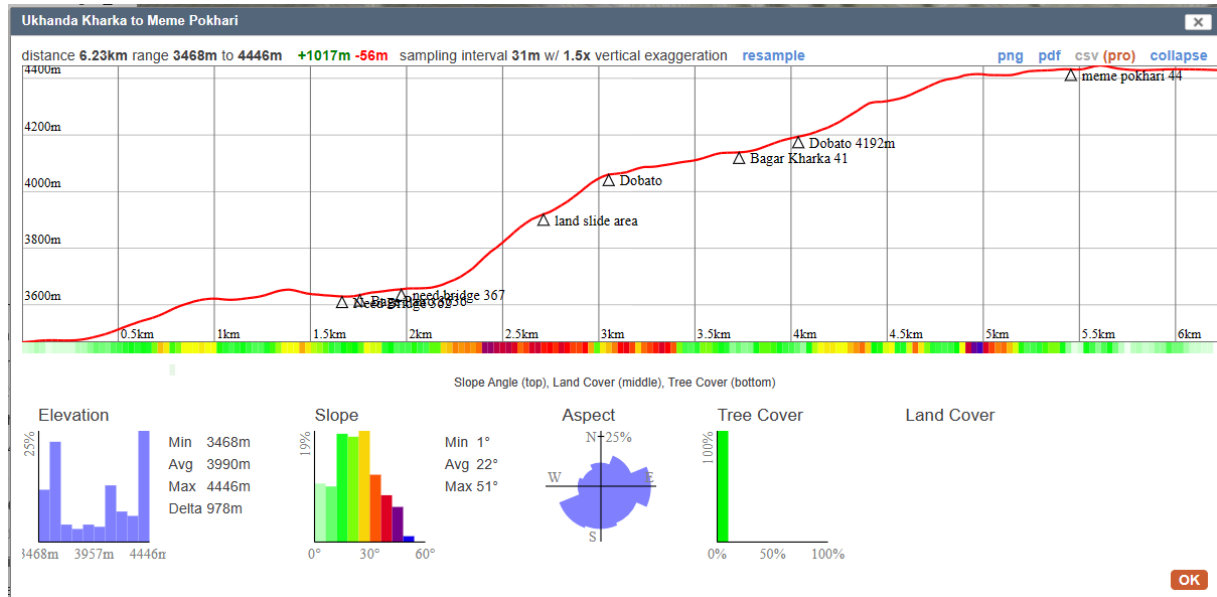 Ukhanda Kharka to Meme Pokhari
distance 6.23km range 3468m to 4446m +1017m -56m sampling interval 31m w/ 1.5x vertical exaggeration resample png pdf csv (pro) collapse
4400m
meme pokhari 44
4200m
Dobato 4192m
Bagar Kharka 41
4000m
Dobato
land slide area
3800m
3600m
need bridge 367
0.5km 1km 1.5km 2km 2.5km 3km 3.5km 4km 4.5km 5km 5.5km 6km
Slope Angle (top), Land Cover (middle), Tree Cover (bottom)
Elevation Slope Aspect Tree Cover Land Cover
25% 19% N 25% 100%
Min 3468m Min 1°
Avg 3990m Avg 22°
Max 4446m Max 51°
Delta 978m
W E
S
3468m 3957m 4446m 0° 30° 60° 0% 50% 100%
OK